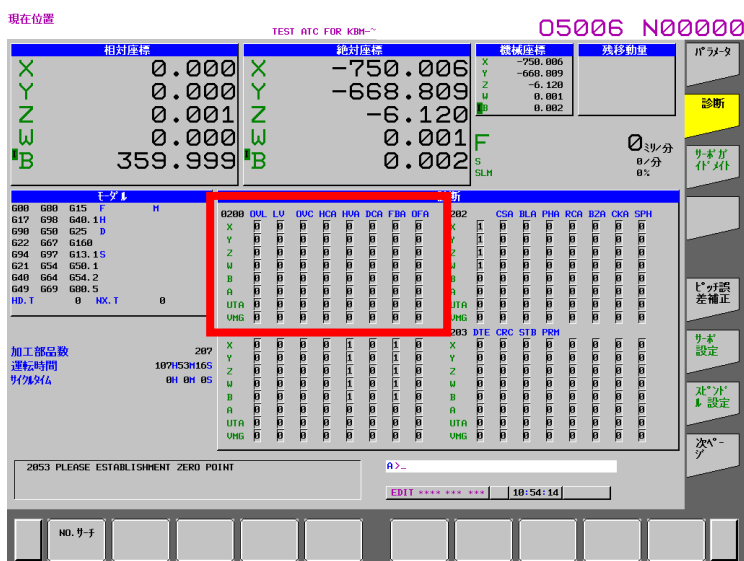 現在位置
TEST ATC FOR KBM-~
O5006 N00000
相対座標
X 0.000
Y 0.000
Z 0.001
W 0.000
B 359.999
絶対座標
X -750.006
Y -668.809
Z -6.120
W 0.001
B 0.002
機械座標
X -750.006
Y -668.809
Z -6.120
W 0.001
B 0.002
残移動量
F 0 ミリ/分
S 0/分
SLM 0%
モーダル
G00 G80 G15 F M
G17 G98 G40.1 H
G90 G50 G25 D
G22 G67 G160
G94 G97 G13.1 S
G21 G54 G50.1
G40 G64 G54.2
G49 G69 G80.5
HD.T 0 NX.T 0
加工部品数 207
運転時間 107H53M16S
サイクルタイム 0H 0M 0S
診断
0200 OVL LV OVC HCA HVA DCA FBA OFA
X 0 0 0 0 0 0 0 0
Y 0 0 0 0 0 0 0 0
Z 0 0 0 0 0 0 0 0
W 0 0 0 0 0 0 0 0
B 0 0 0 0 0 0 0 0
A 0 0 0 0 0 0 0 0
UTA 0 0 0 0 0 0 0 0
VMG 0 0 0 0 0 0 0 0
202 CSA BLA PHA RCA BZA CKA SPH
X 1 0 0 0 0 0 0 0
Y 1 0 0 0 0 0 0 0
Z 1 0 0 0 0 0 0 0
W 1 0 0 0 0 0 0 0
B 0 0 0 0 0 0 0 0
A 0 0 0 0 0 0 0 0
UTA 0 0 0 0 0 0 0 0
VMG 0 0 0 0 0 0 0 0
X 0 0 0 0 1 0 1 0
Y 0 0 0 0 1 0 0 0
Z 0 0 0 0 1 0 0 0
W 0 0 0 0 1 0 1 0
B 0 0 0 0 1 0 1 0
A 0 0 0 0 0 0 0 0
UTA 0 0 0 0 0 0 0 0
VMG 0 0 0 0 0 0 0 0
203 DTE CRC STB PRM
X 0 0 0 0 0 0 0 0
Y 0 0 0 0 0 0 0 0
Z 0 0 0 0 0 0 0 0
W 0 0 0 0 0 0 0 0
B 0 0 0 0 0 0 0 0
A 0 0 0 0 0 0 0 0
UTA 0 0 0 0 0 0 0 0
VMG 0 0 0 0 0 0 0 0
2053 PLEASE ESTABLISHMENT ZERO POINT
A>_
EDIT **** *** *** 10:54:14
NO.サーチ
パラメータ
診断
サーボガ
イドメイト
ピッチ誤
差補正
サーボ
設定
スピンド
ル 設定
次ペー
ジ